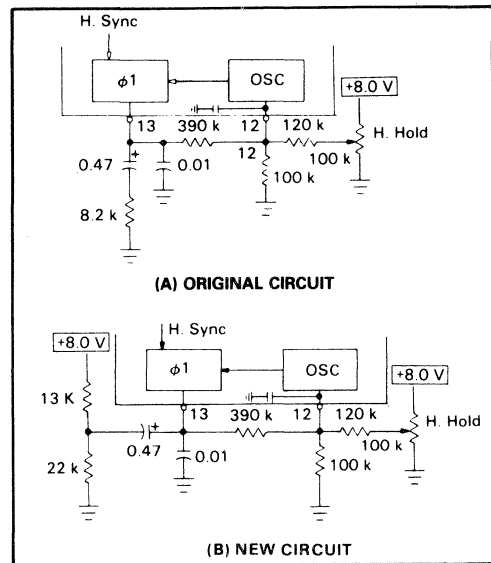 H. Sync
ϕ1
OSC
+8.0 V
13
390 k
12
120 k
H. Hold
12
100 k
0.47
+
0.01
100 k
8.2 k
(A) ORIGINAL CIRCUIT
H. Sync
+8.0 V
ϕ1
OSC
+8.0 V
13 K
13
390 k
12
120 k
H. Hold
+
100 k
0.47
0.01
100 k
22 k
(B) NEW CIRCUIT